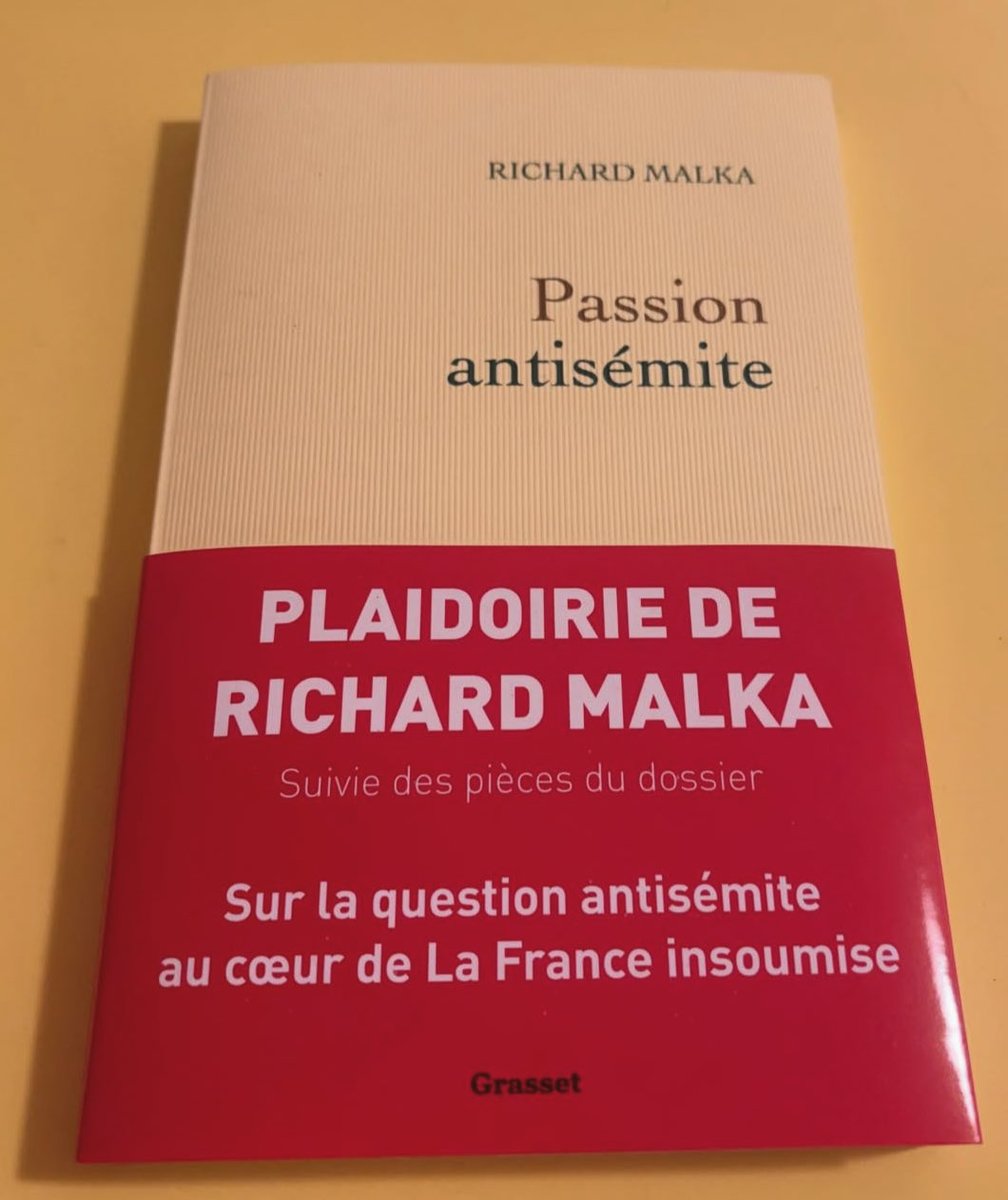 RICHARD MALKA
Passion
antisémite
PLAIDOIRIE DE
RICHARD MALKA
Suivie des pièces du dossier
Sur la question antisémite
au cœur de La France insoumise
Grasset